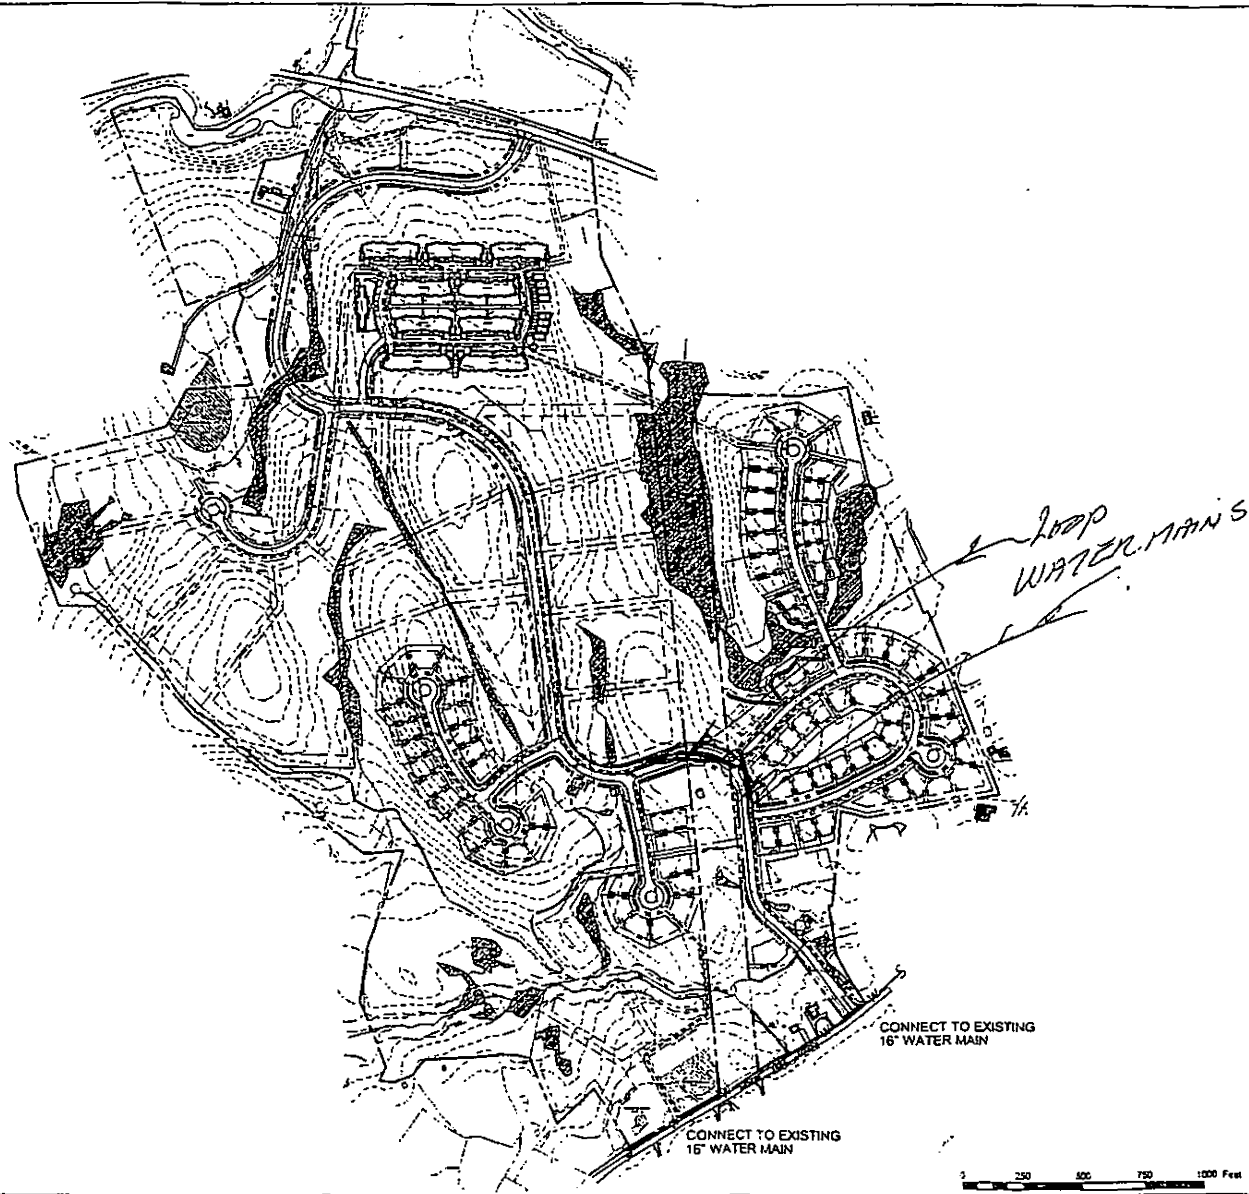 LOOP
WATER MAINS
CONNECT TO EXISTING
16" WATER MAIN
CONNECT TO EXISTING
16" WATER MAIN
0 250 500 750 1000 Feet